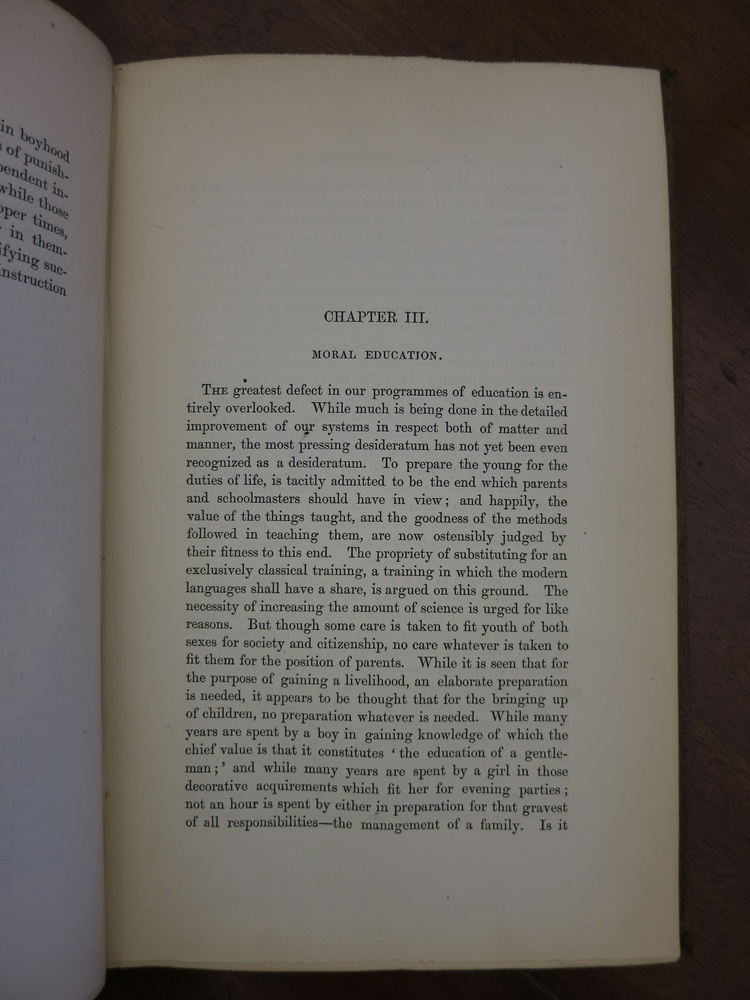 in boyhood
of punish-
pendent in-
while those
oper times,
in them-
ifying suc-
instruction
CHAPTER III.
MORAL EDUCATION.
THE greatest defect in our programmes of education is en-
tirely overlooked. While much is being done in the detailed
improvement of our systems in respect both of matter and
manner, the most pressing desideratum has not yet been even
recognized as a desideratum. To prepare the young for the
duties of life, is tacitly admitted to be the end which parents
and schoolmasters should have in view; and happily, the
value of the things taught, and the goodness of the methods
followed in teaching them, are now ostensibly judged by
their fitness to this end. The propriety of substituting for an
exclusively classical training, a training in which the modern
languages shall have a share, is argued on this ground. The
necessity of increasing the amount of science is urged for like
reasons. But though some care is taken to fit youth of both
sexes for society and citizenship, no care whatever is taken to
fit them for the position of parents. While it is seen that for
the purpose of gaining a livelihood, an elaborate preparation
is needed, it appears to be thought that for the bringing up
of children, no preparation whatever is needed. While many
years are spent by a boy in gaining knowledge of which the
chief value is that it constitutes ‘the education of a gentle-
man;’ and while many years are spent by a girl in those
decorative acquirements which fit her for evening parties;
not an hour is spent by either in preparation for that gravest
of all responsibilities—the management of a family. Is it